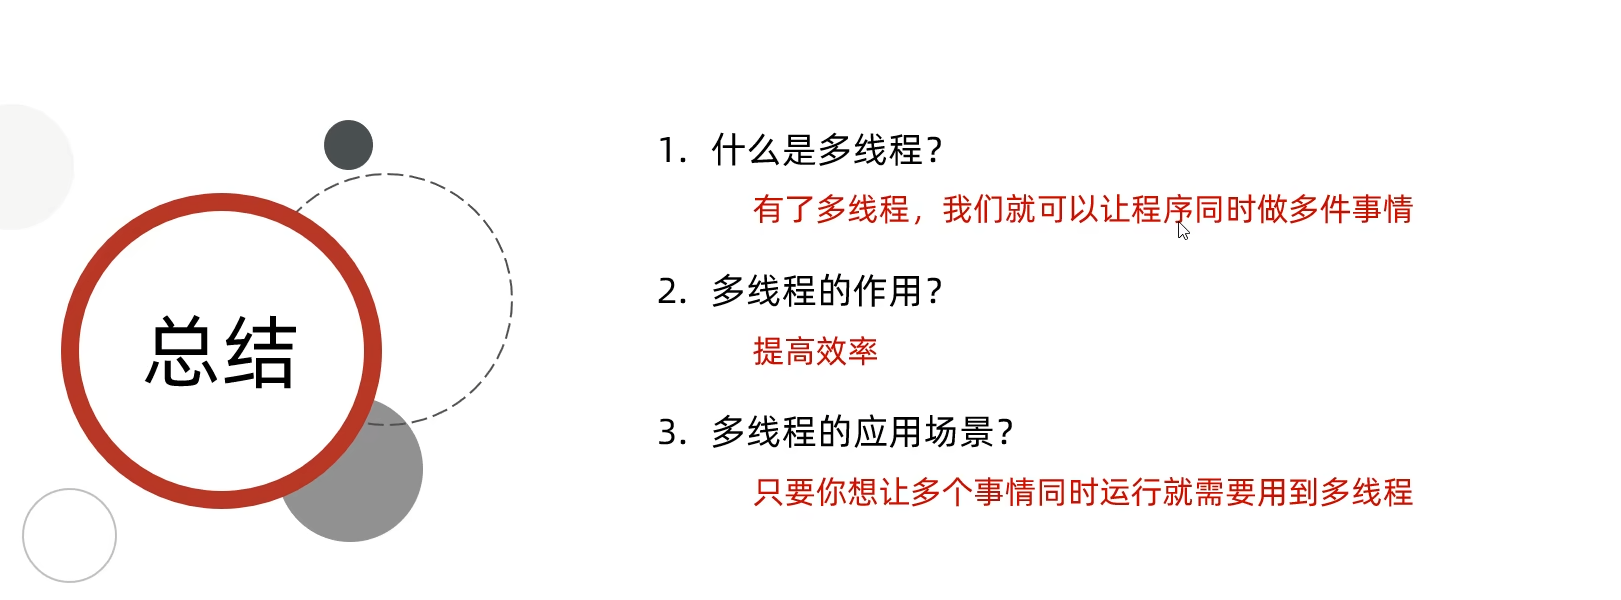 总结
1. 什么是多线程？
有了多线程，我们就可以让程序同时做多件事情
2. 多线程的作用？
提高效率
3. 多线程的应用场景？
只要你想让多个事情同时运行就需要用到多线程